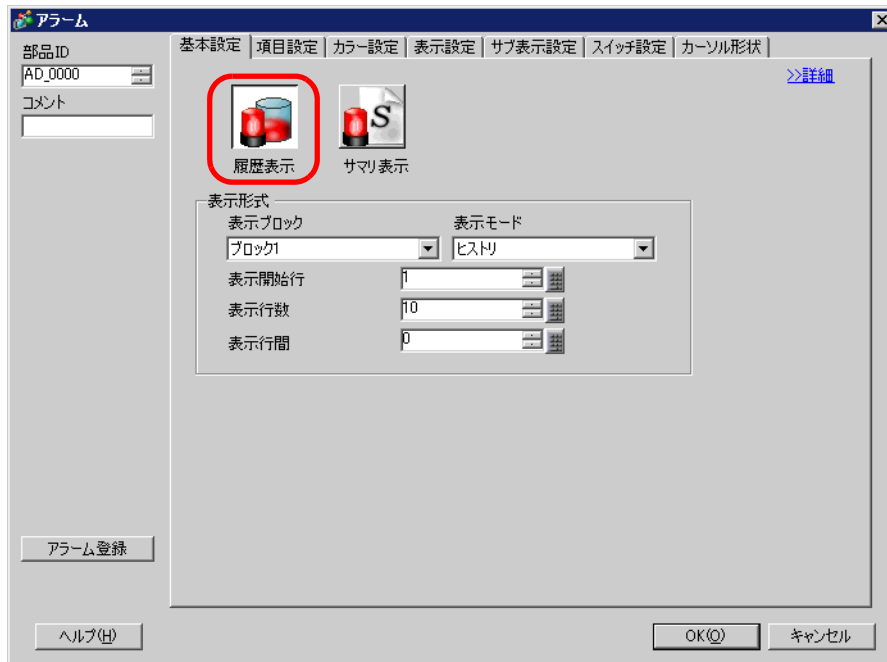 アラーム
部品ID
AD_0000
コメント
基本設定 項目設定 カラー設定 表示設定 サブ表示設定 スイッチ設定 カーソル形状
>>詳細
S
履歴表示 サマリ表示
表示形式
表示ブロック 表示モード
ブロック1 ヒストリ
表示開始行 1
表示行数 10
表示行間 0
アラーム登録
ヘルプ(H) OK(O) キャンセル